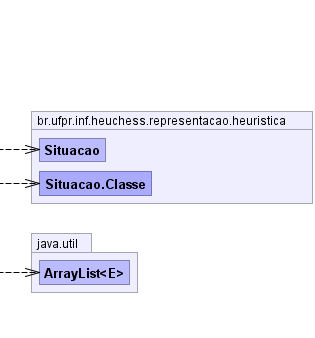 br.ufpr.inf.heuchess.representacao.heuristica
Situacao
Situacao.Classe
java.util
ArrayList<E>